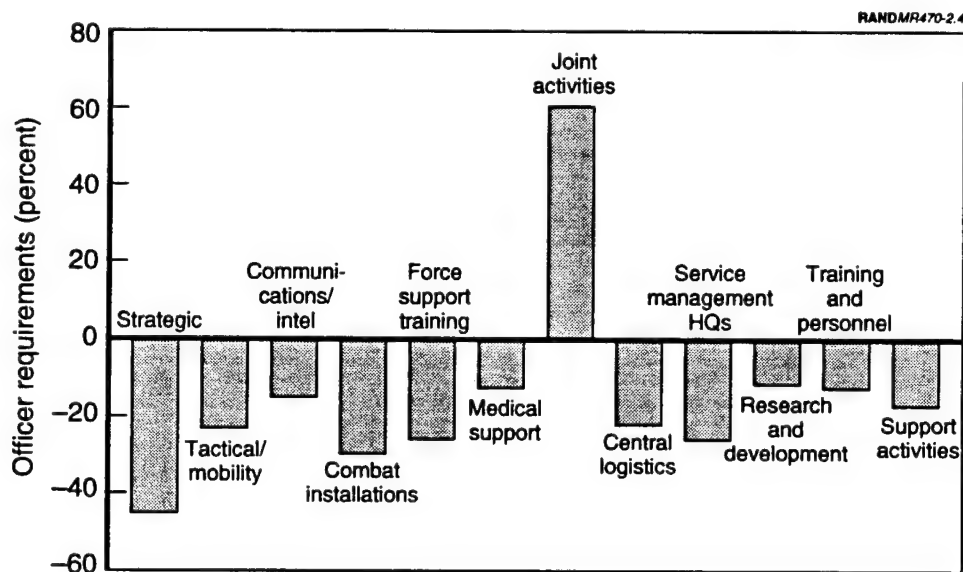 RANDMR470-2.4
Officer requirements (percent)
80
60
40
20
0
–20
–40
–60
Strategic
Tactical/
mobility
Communi-
cations/
intel
Combat
installations
Force
support
training
Medical
support
Joint
activities
Central
logistics
Service
management
HQs
Research
and
development
Training
and
personnel
Support
activities